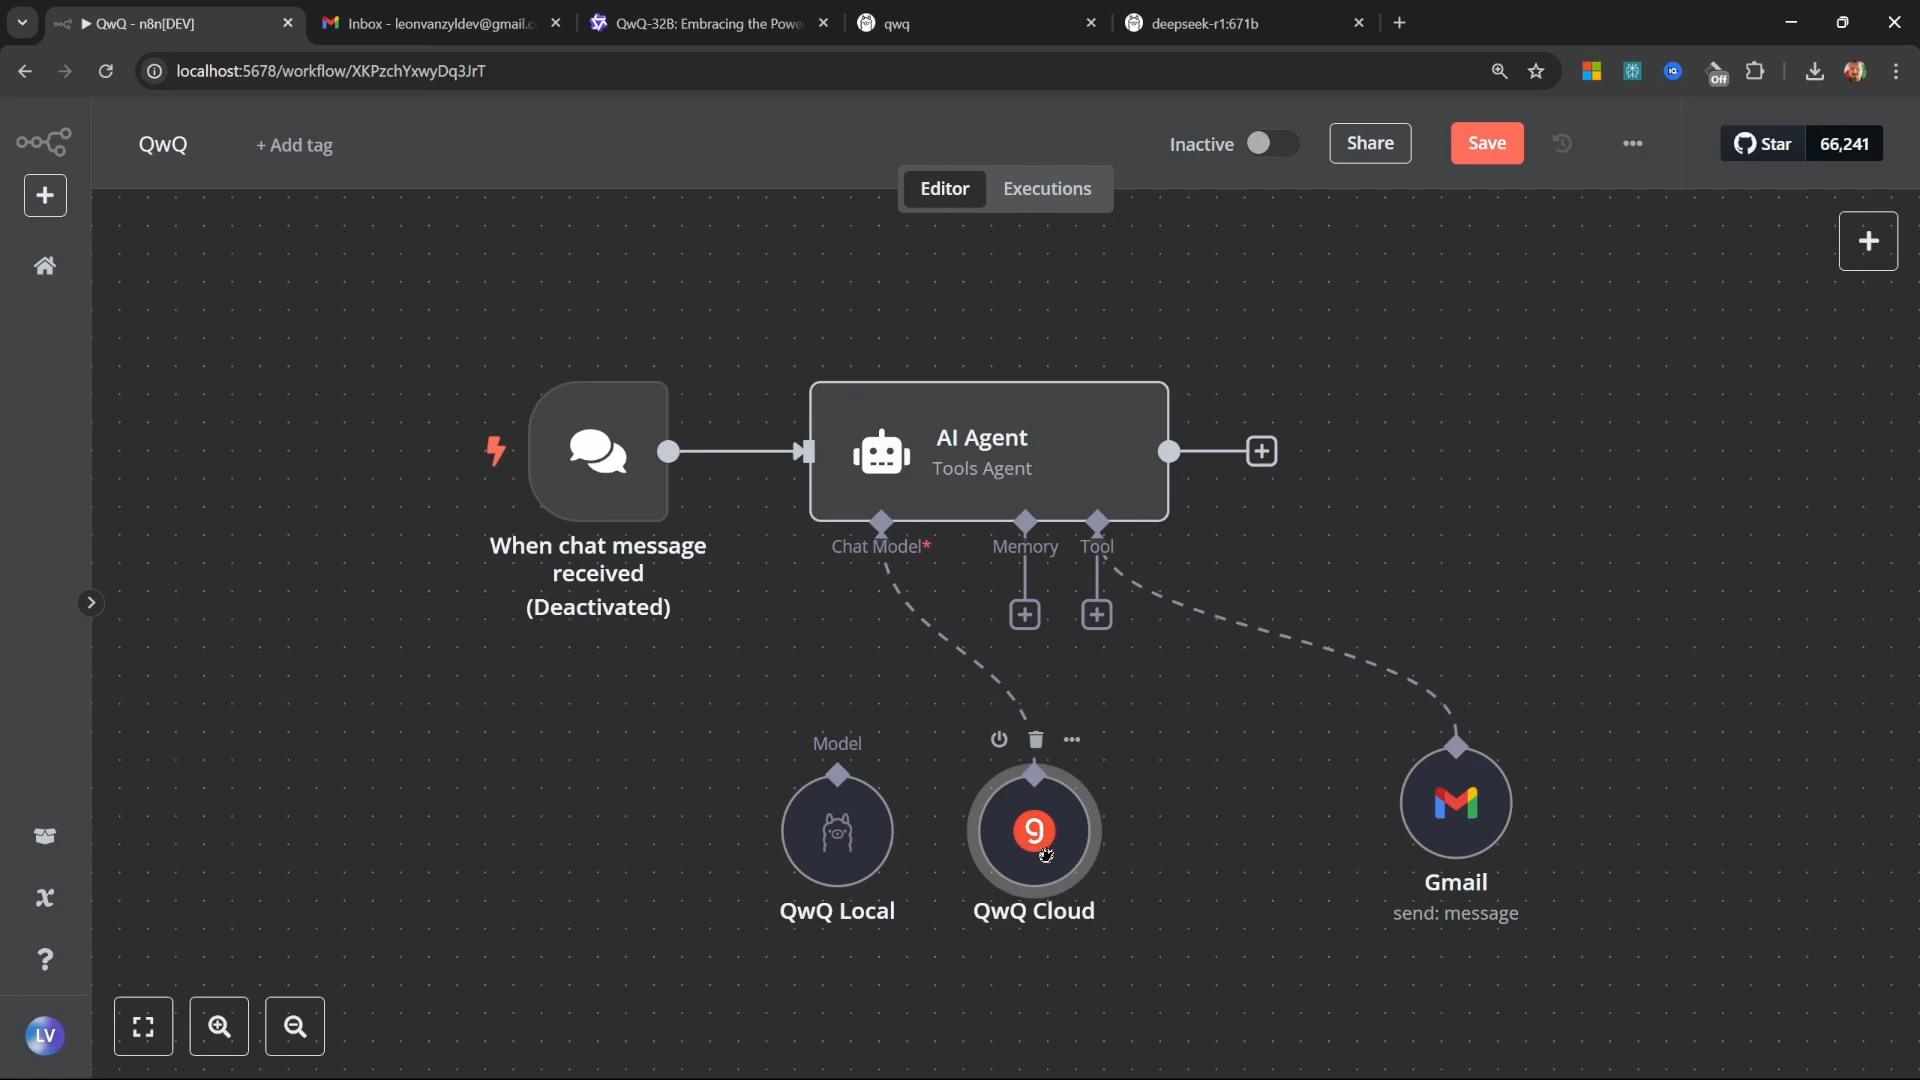 QwQ - n8n[DEV]
Inbox - leonvanzyldev@gmail.c
QwQ-32B: Embracing the Powe
qwq
deepseek-r1:671b
localhost:5678/workflow/XKPzchYxwyDq3JrT
Off
QwQ
+ Add tag
Inactive
Share
Save
Star
66,241
Editor
Executions
AI Agent
Tools Agent
When chat message
received
(Deactivated)
Chat Model*
Memory
Tool
Model
QwQ Local
QwQ Cloud
Gmail
send: message
LV